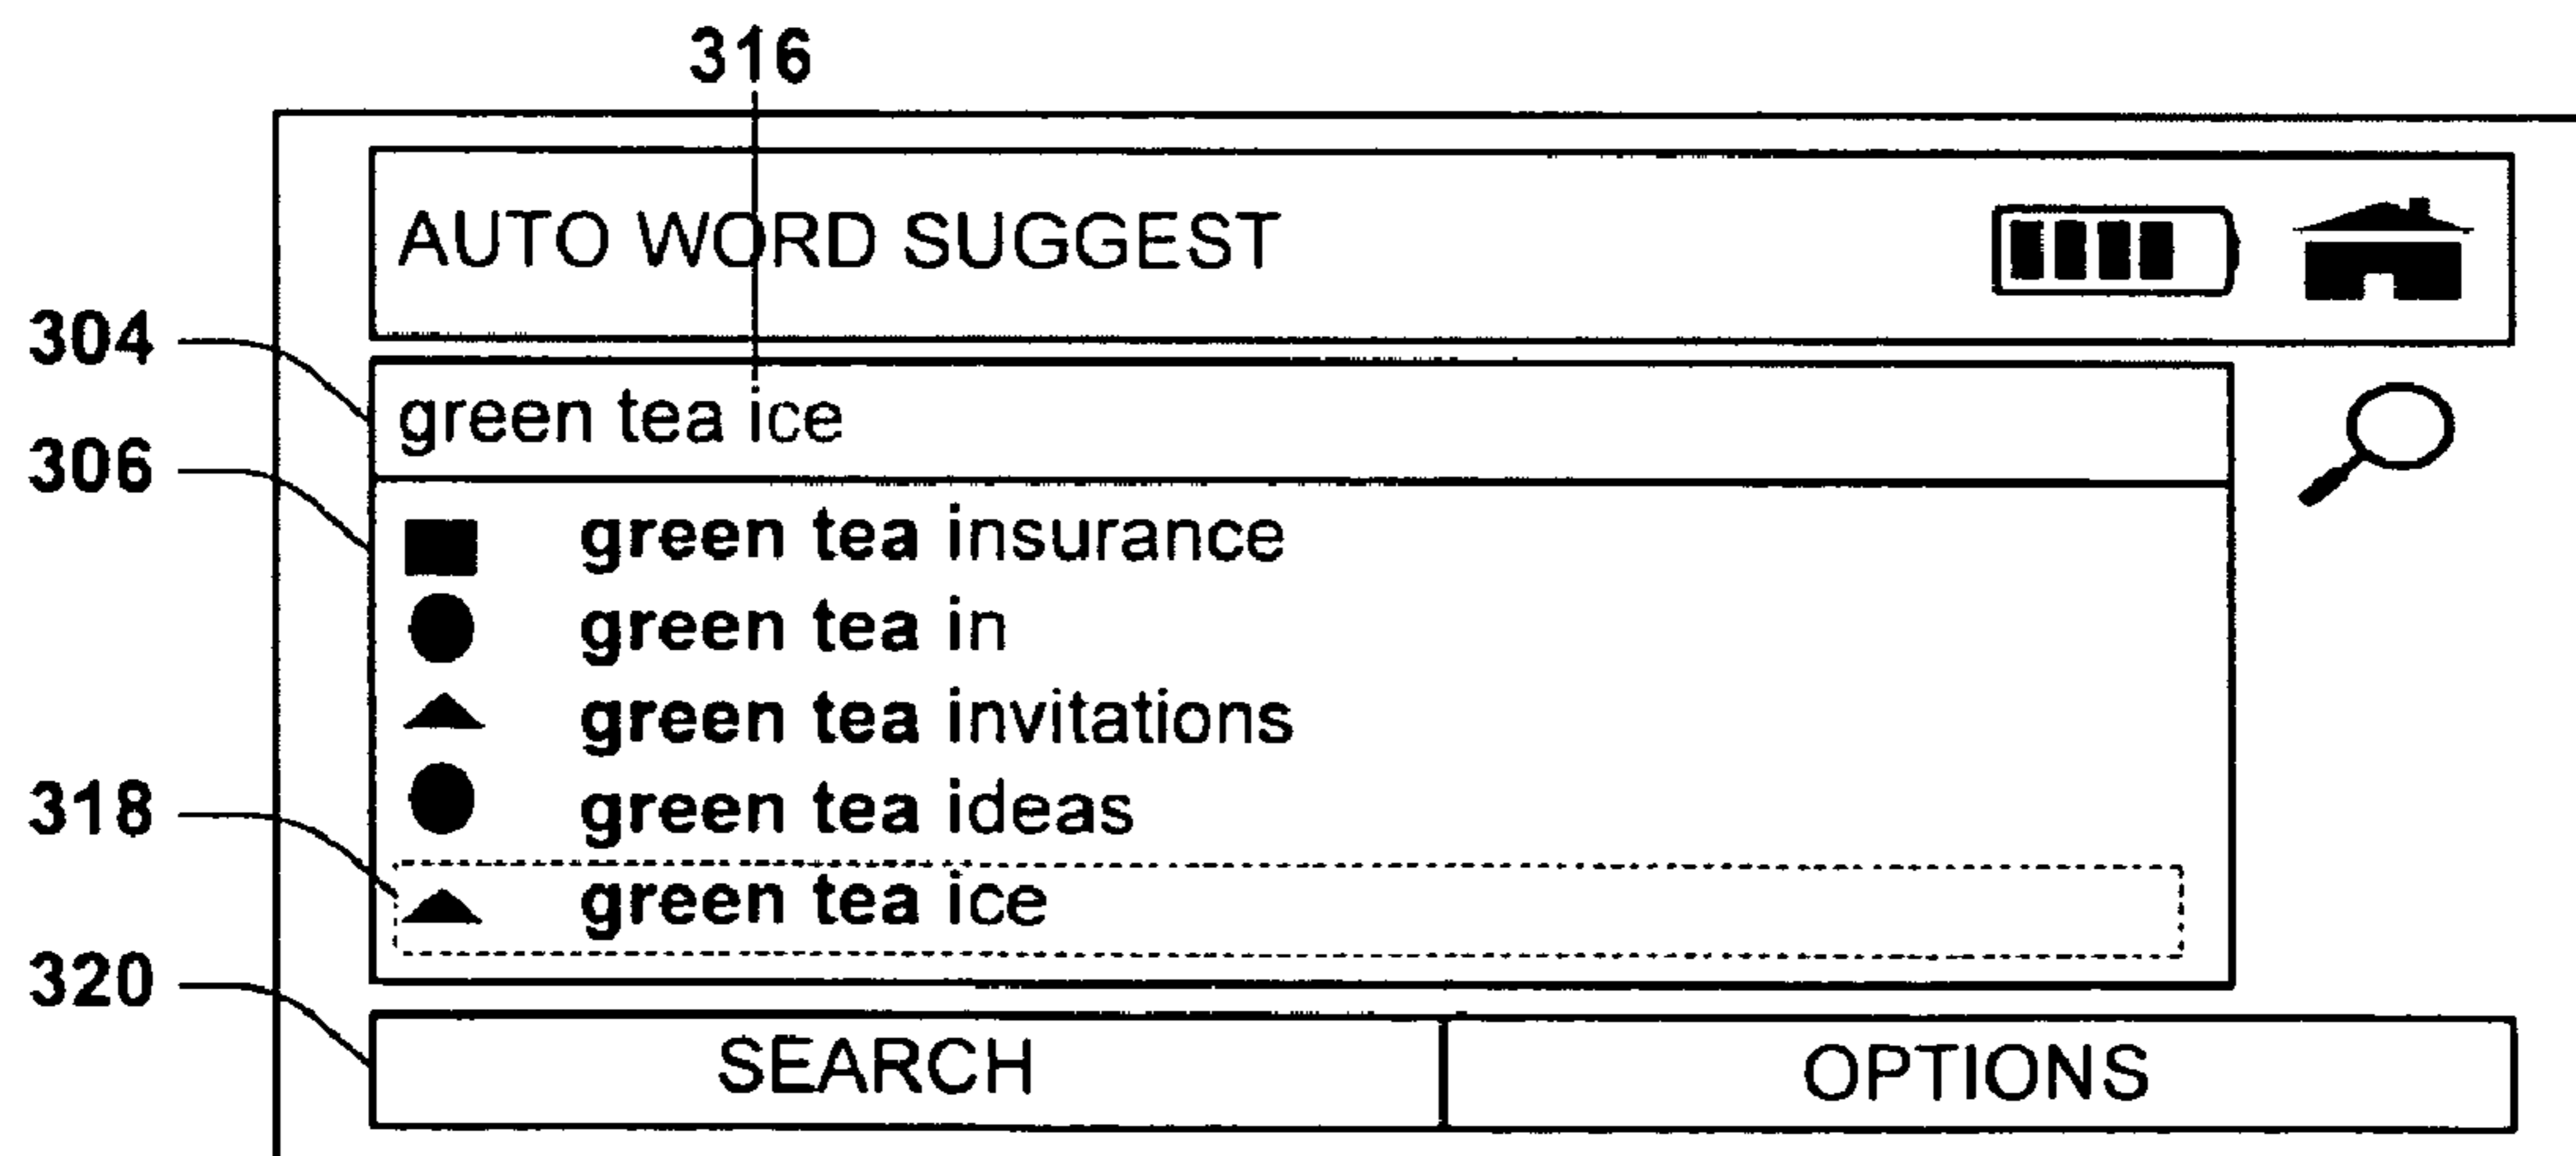 316
AUTO WORD SUGGEST
304
green tea ice
306
green tea insurance
green tea in
green tea invitations
318
green tea ideas
green tea ice
320
SEARCH
OPTIONS